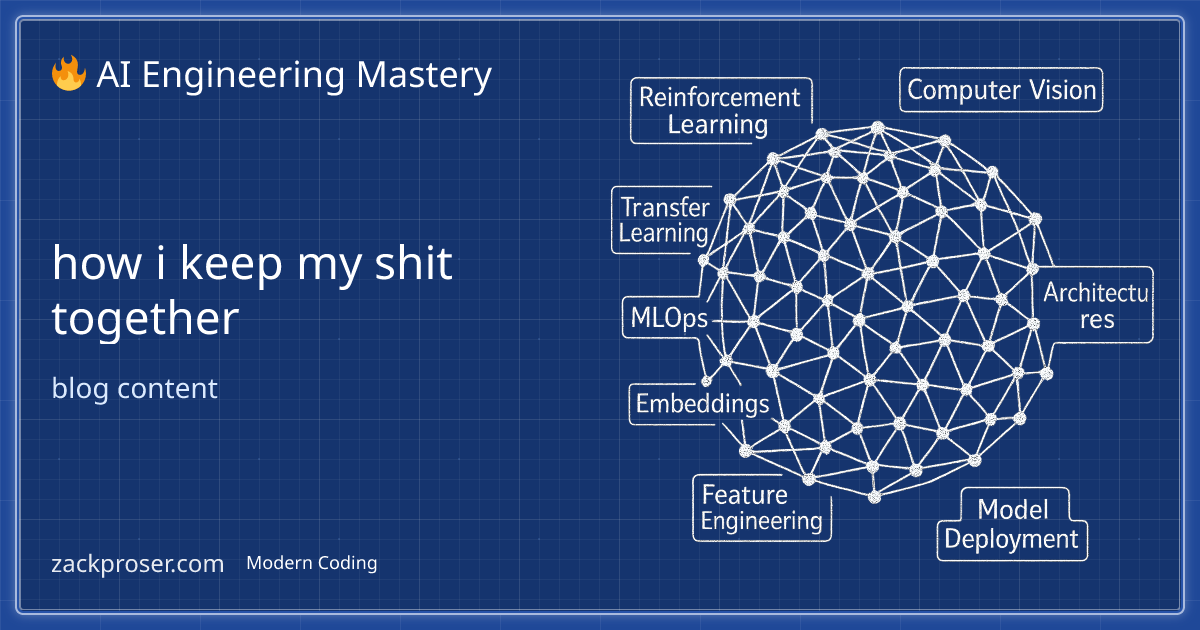 🔥 AI Engineering Mastery
how i keep my shit
together
blog content
zackproser.com
Modern Coding
Reinforcement
Learning
Computer Vision
Transfer
Learning
MLOps
Architectu
res
Embeddings
Feature
Engineering
Model
Deployment